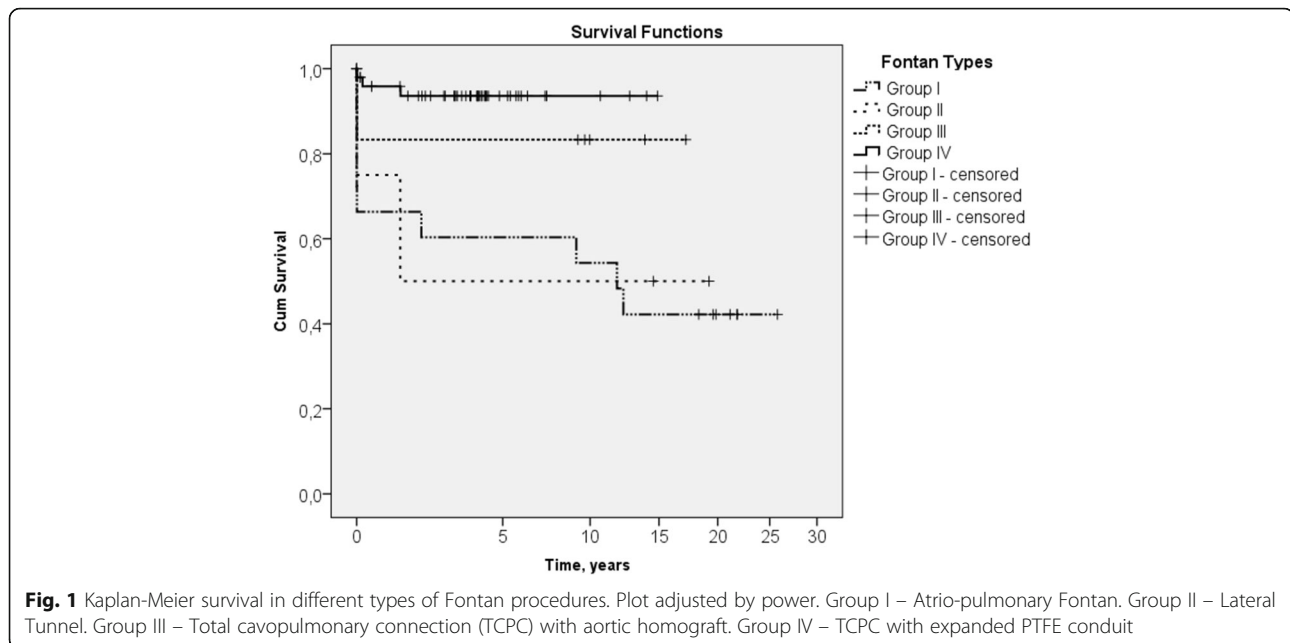 Survival Functions
Cum Survival
1,0
0,8
0,6
0,4
0,2
0,0
0 5 10 15 20 25 30
Time, years
Fontan Types
Group I
Group II
Group III
Group IV
Group I - censored
Group II - censored
Group III - censored
Group IV - censored
Fig. 1 Kaplan-Meier survival in different types of Fontan procedures. Plot adjusted by power. Group I – Atrio-pulmonary Fontan. Group II – Lateral
Tunnel. Group III – Total cavopulmonary connection (TCPC) with aortic homograft. Group IV – TCPC with expanded PTFE conduit